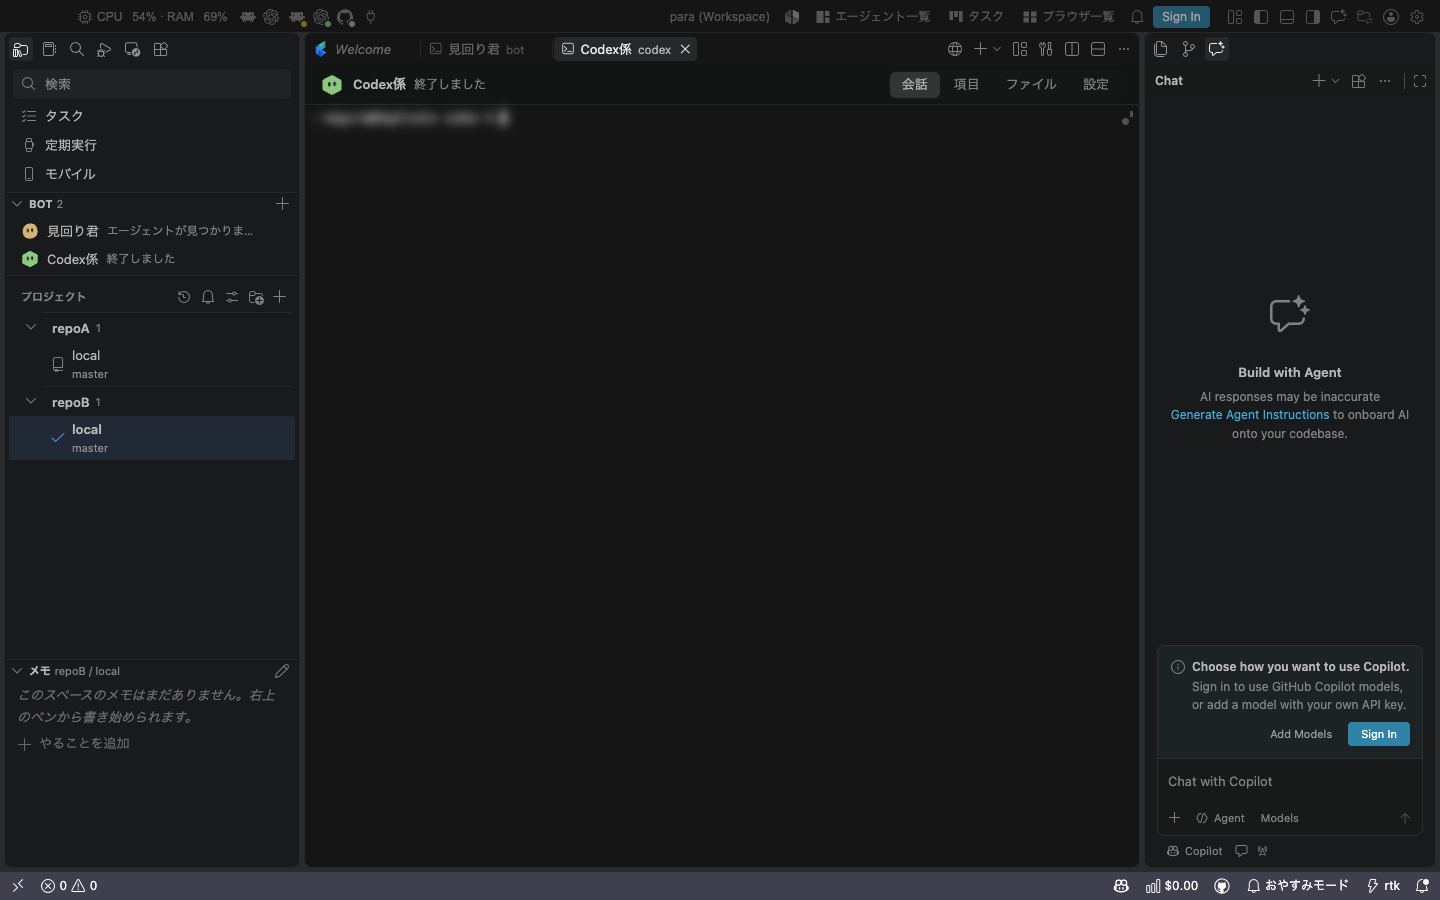 CPU 54% · RAM 69%
para (Workspace)
エージェント一覧
タスク
ブラウザ一覧
Sign In
Welcome
見回り君 bot
Codex係 codex
検索
タスク
定期実行
モバイル
BOT 2
見回り君 エージェントが見つかりま...
Codex係 終了しました
プロジェクト
repoA 1
local
master
repoB 1
local
master
メモ repoB / local
このスペースのメモはまだありません。右上
のペンから書き始められます。
やることを追加
Codex係 終了しました
会話
項目
ファイル
設定
Chat
Build with Agent
AI responses may be inaccurate
Generate Agent Instructions to onboard AI
onto your codebase.
Choose how you want to use Copilot.
Sign in to use GitHub Copilot models,
or add a model with your own API key.
Add Models
Sign In
Chat with Copilot
Agent
Models
Copilot
0
0
$0.00
おやすみモード
rtk